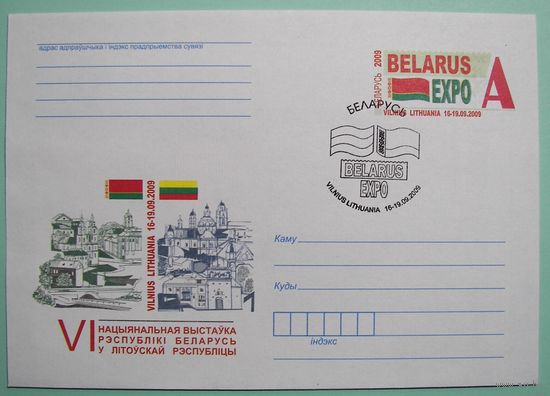 адрас адпраўшчыка і індэкс прадпрыемства сувязі
БЕЛАРУСЬ 2009
BELARUS
EXPO
A
VILNIUS LITHUANIA 16-19.09.2009
БЕЛАРУСЬ
BELARUS
EXPO
VILNIUS LITHUANIA 16-19.09.2009
VILNIUS LITHUANIA 16-19.09.2009
VI НАЦЫЯНАЛЬНАЯ ВЫСТАЎКА
РЭСПУБЛІКІ БЕЛАРУСЬ
У ЛІТОЎСКАЙ РЭСПУБЛІЦЫ
Каму
Куды
індэкс